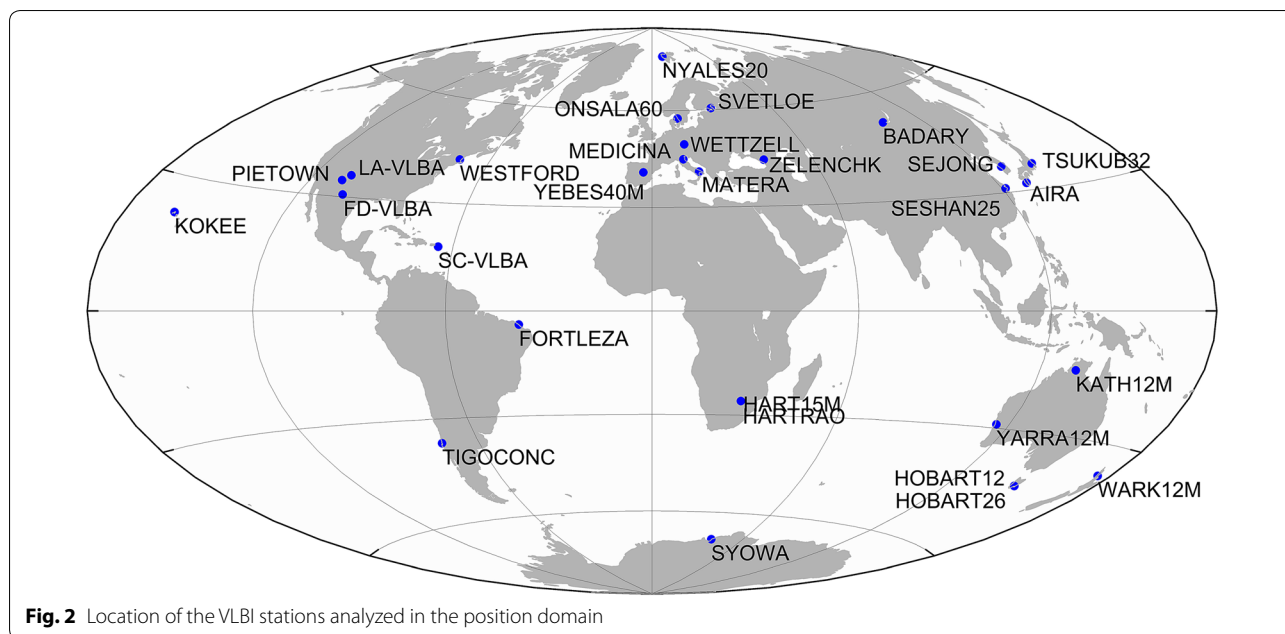 NYALES20
ONSALA60
SVETLOE
BADARY
WETTZELL
MEDICINA
ZELENCHK
SEJONG
TSUKUB32
PIETOWN
LA-VLBA
WESTFORD
YEBES40M
MATERA
AIRA
FD-VLBA
SESHAN25
KOKEE
SC-VLBA
FORTLEZA
KATH12M
HART15M
HARTRAO
YARRA12M
TIGOCONC
HOBART12
HOBART26
WARK12M
SYOWA
Fig. 2 Location of the VLBI stations analyzed in the position domain